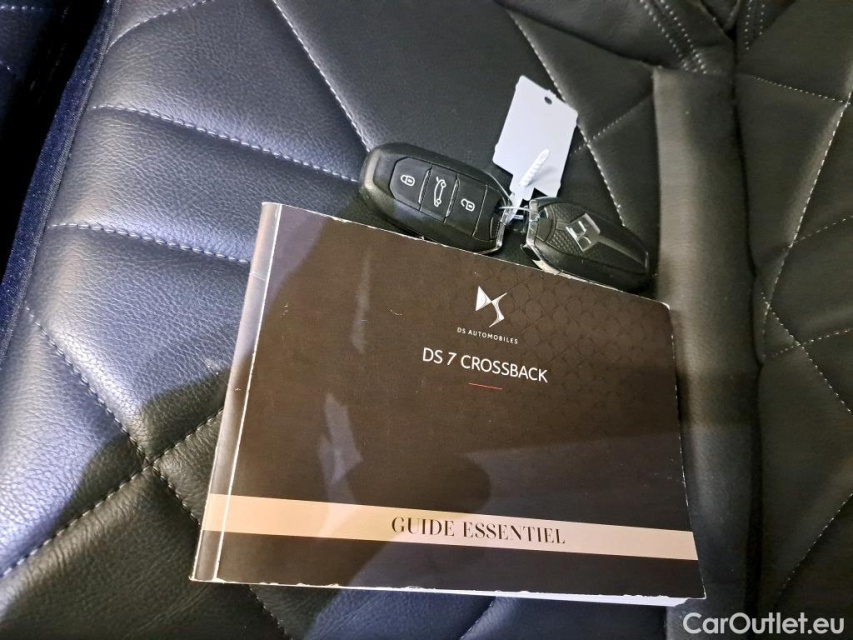 DS AUTOMOBILES
DS 7 CROSSBACK
GUIDE ESSENTIEL
CarOutlet.eu